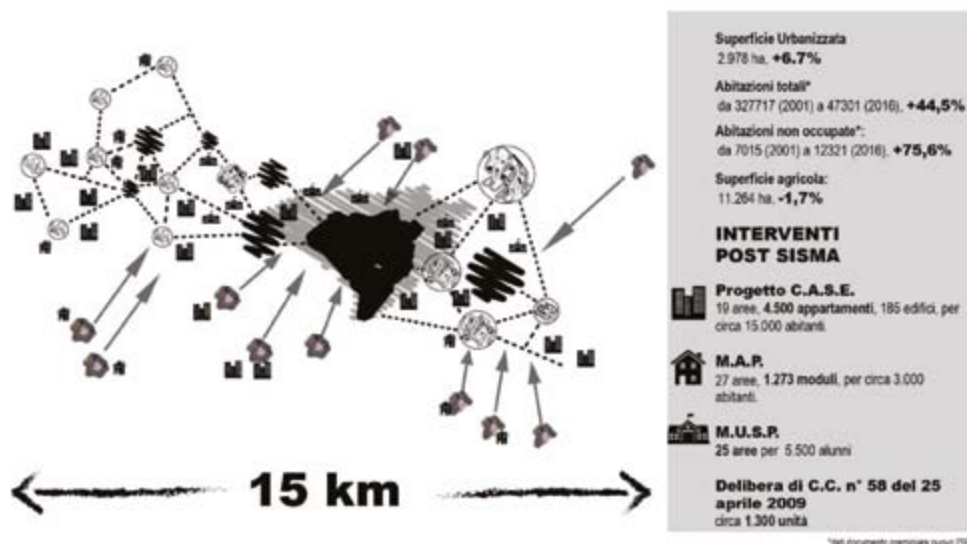 15 km
Superficie Urbanizzata
2.978 ha, +6.7%
Abitazioni totali*
da 327717 (2001) a 47301 (2016), +44,5%
Abitazioni non occupate*:
da 7015 (2001) a 12321 (2016), +75,6%
Superficie agricola:
11.264 ha, -1,7%
INTERVENTI
POST SISMA
Progetto C.A.S.E.
19 aree, 4.500 appartamenti, 185 edifici, per
circa 15.000 abitanti.
M.A.P.
27 aree, 1.273 moduli, per circa 3.000
abitanti.
M.U.S.P.
25 aree per 5.500 alunni
Delibera di C.C. n° 58 del 25
aprile 2009
circa 1.300 unità
*dati documento preliminare nuovo